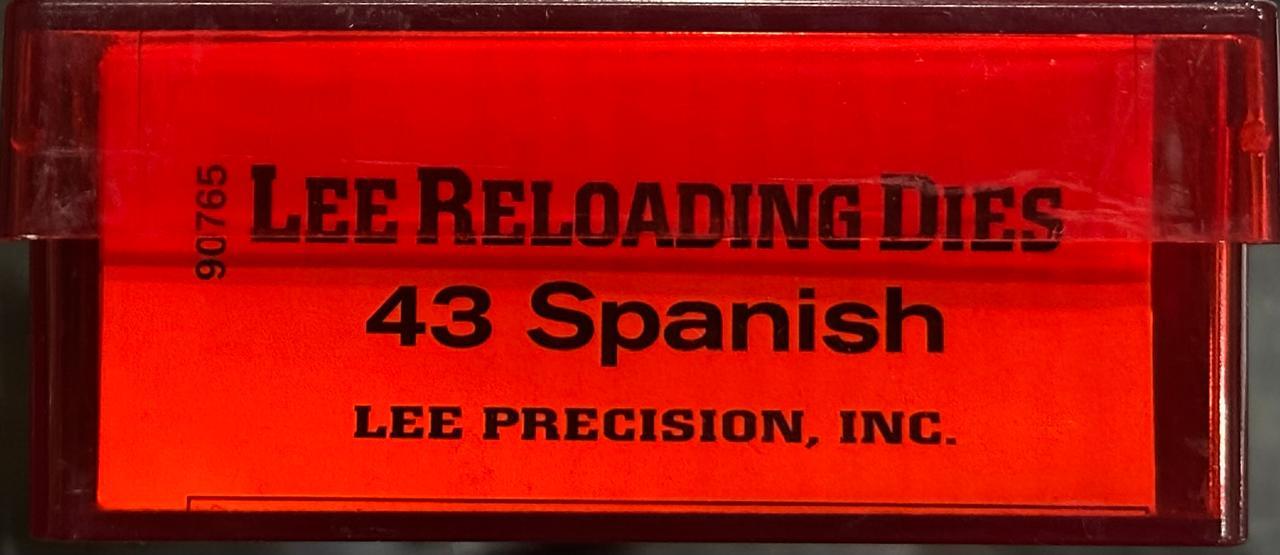 90765
LEE RELOADING DIES
43 Spanish
LEE PRECISION, INC.